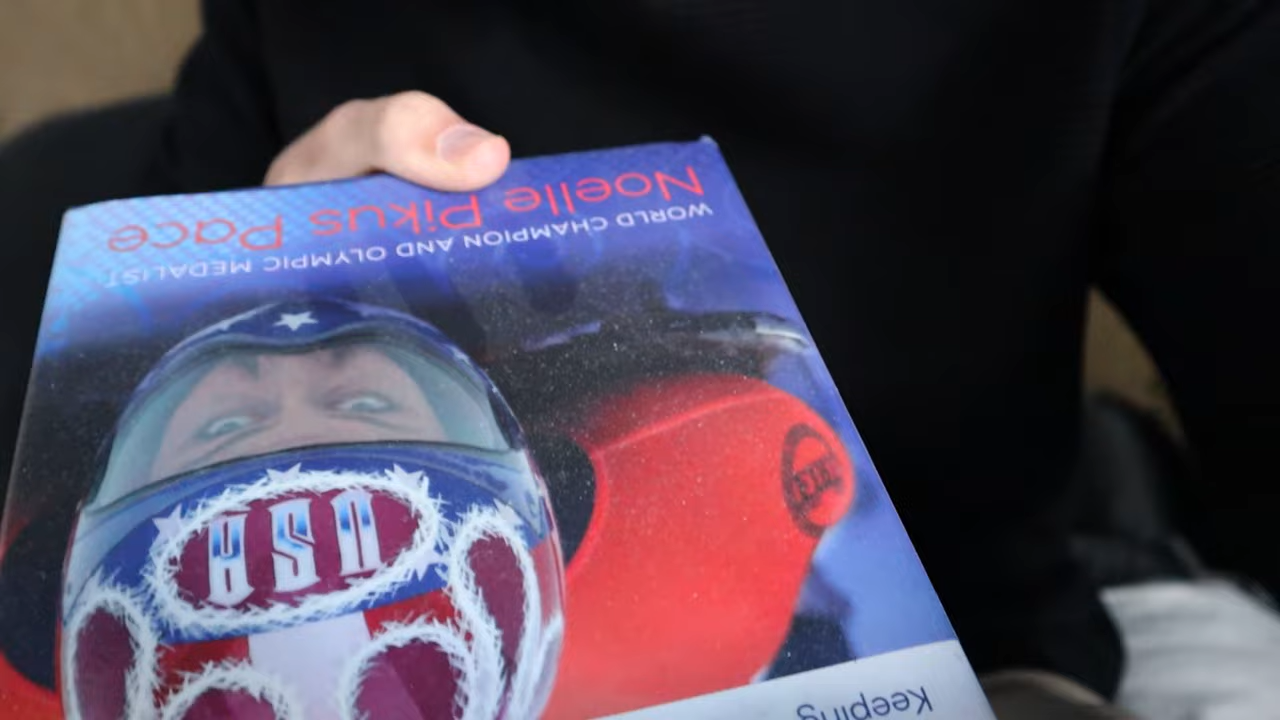 Noelle Pikus Pace
WORLD CHAMPION AND OLYMPIC MEDALIST
USA
Keeping